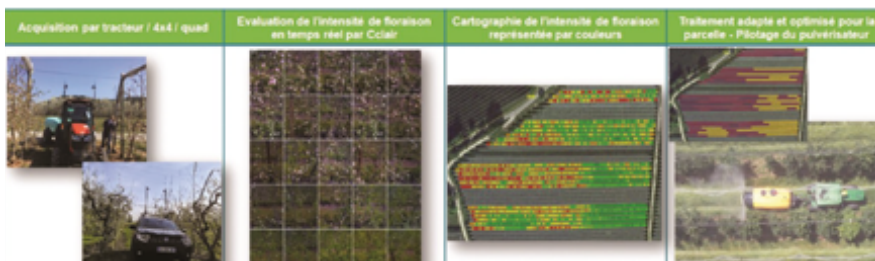 Acquisition par tracteur / 4x4 / quad
Evaluation de l'intensité de floraison
en temps réel par Cclair
Cartographie de l'intensité de floraison
représentée par couleurs
Traitement adapté et optimisé pour la
parcelle - Pilotage du pulvérisateur